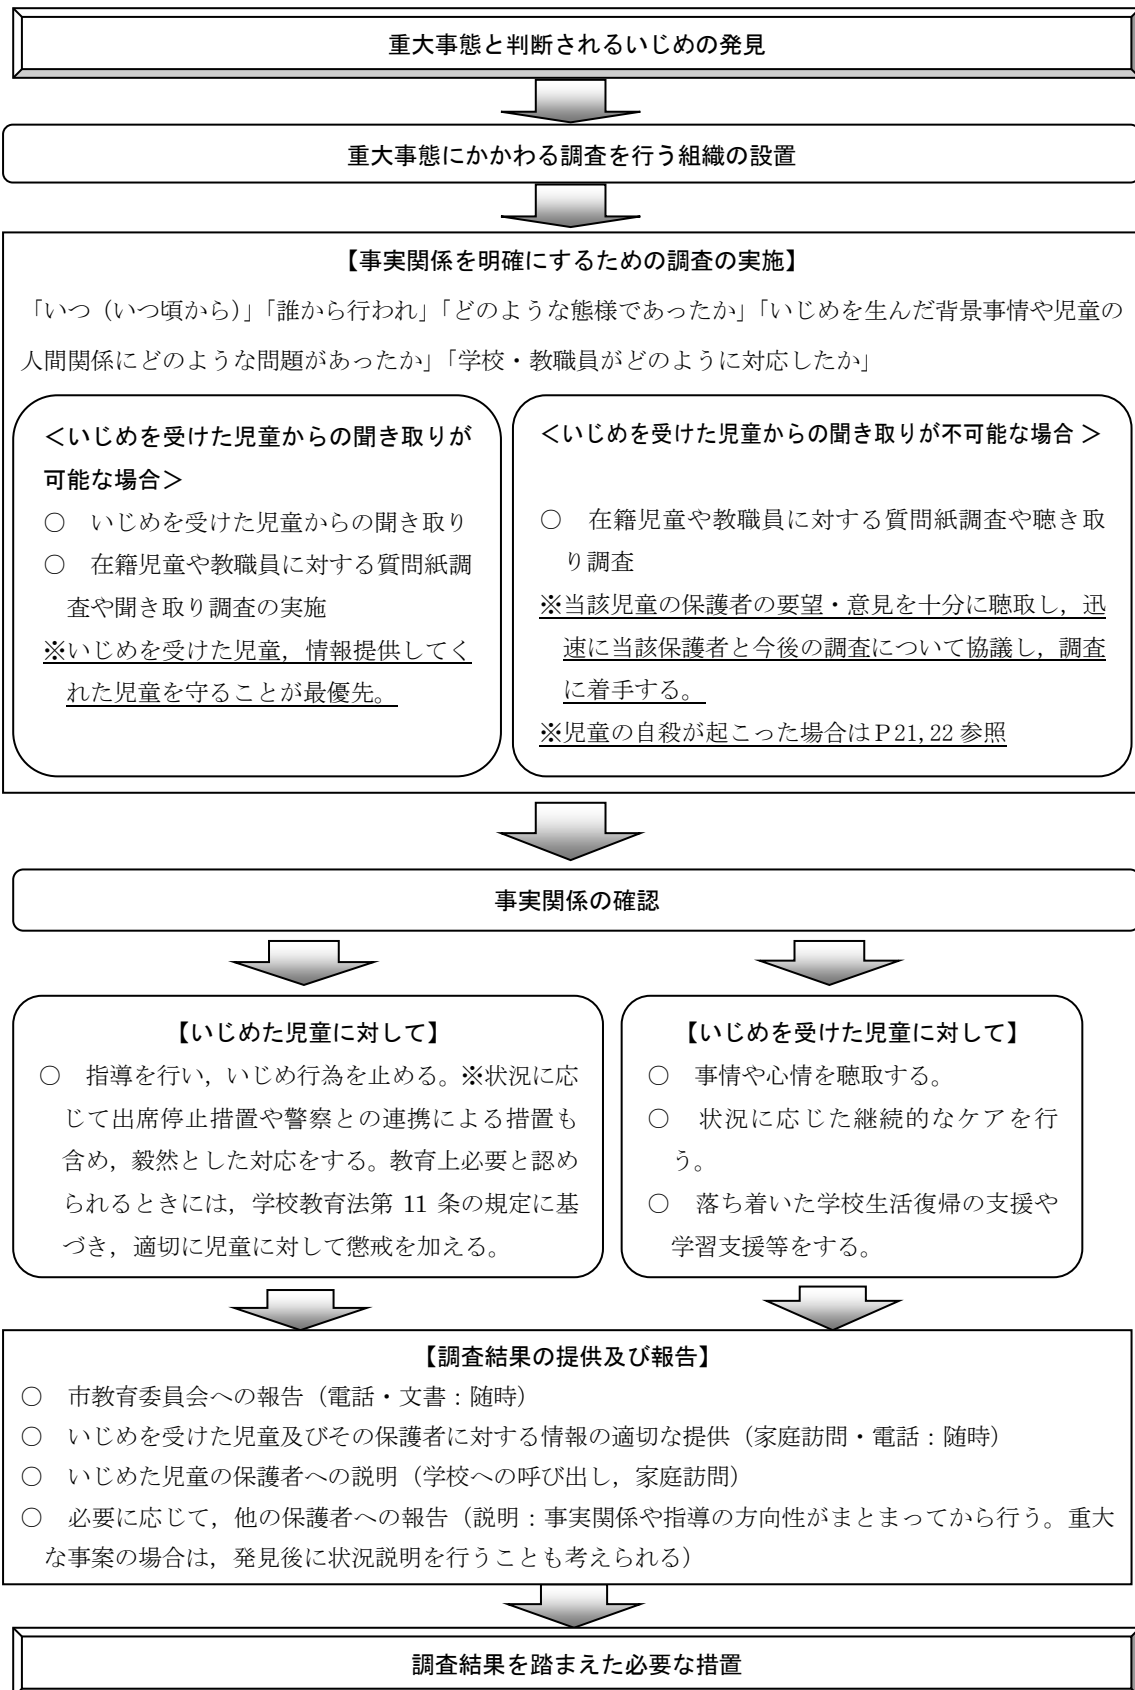 重大事態と判断されるいじめの発見
重大事態にかかわる調査を行う組織の設置
【事実関係を明確にするための調査の実施】
「いつ（いつ頃から）」「誰から行われ」「どのような態様であったか」「いじめを生んだ背景事情や児童の
人間関係にどのような問題があったか」「学校・教職員がどのように対応したか」
＜いじめを受けた児童からの聞き取りが
可能な場合＞
○　いじめを受けた児童からの聞き取り
○　在籍児童や教職員に対する質問紙調
査や聞き取り調査の実施
※いじめを受けた児童，情報提供してく
れた児童を守ることが最優先。
＜いじめを受けた児童からの聞き取りが不可能な場合 ＞
○　在籍児童や教職員に対する質問紙調査や聴き取
り調査
※当該児童の保護者の要望・意見を十分に聴取し，迅
速に当該保護者と今後の調査について協議し，調査
に着手する。
※児童の自殺が起こった場合はＰ21,22 参照
事実関係の確認
【いじめた児童に対して】
○　指導を行い，いじめ行為を止める。※状況に応
じて出席停止措置や警察との連携による措置も
含め，毅然とした対応をする。教育上必要と認め
られるときには，学校教育法第 11 条の規定に基
づき，適切に児童に対して懲戒を加える。
【いじめを受けた児童に対して】
○　事情や心情を聴取する。
○　状況に応じた継続的なケアを行
う。
○　落ち着いた学校生活復帰の支援や
学習支援等をする。
【調査結果の提供及び報告】
○　市教育委員会への報告（電話・文書：随時）
○　いじめを受けた児童及びその保護者に対する情報の適切な提供（家庭訪問・電話：随時）
○　いじめた児童の保護者への説明（学校への呼び出し，家庭訪問）
○　必要に応じて，他の保護者への報告（説明：事実関係や指導の方向性がまとまってから行う。重大
な事案の場合は，発見後に状況説明を行うことも考えられる）
調査結果を踏まえた必要な措置